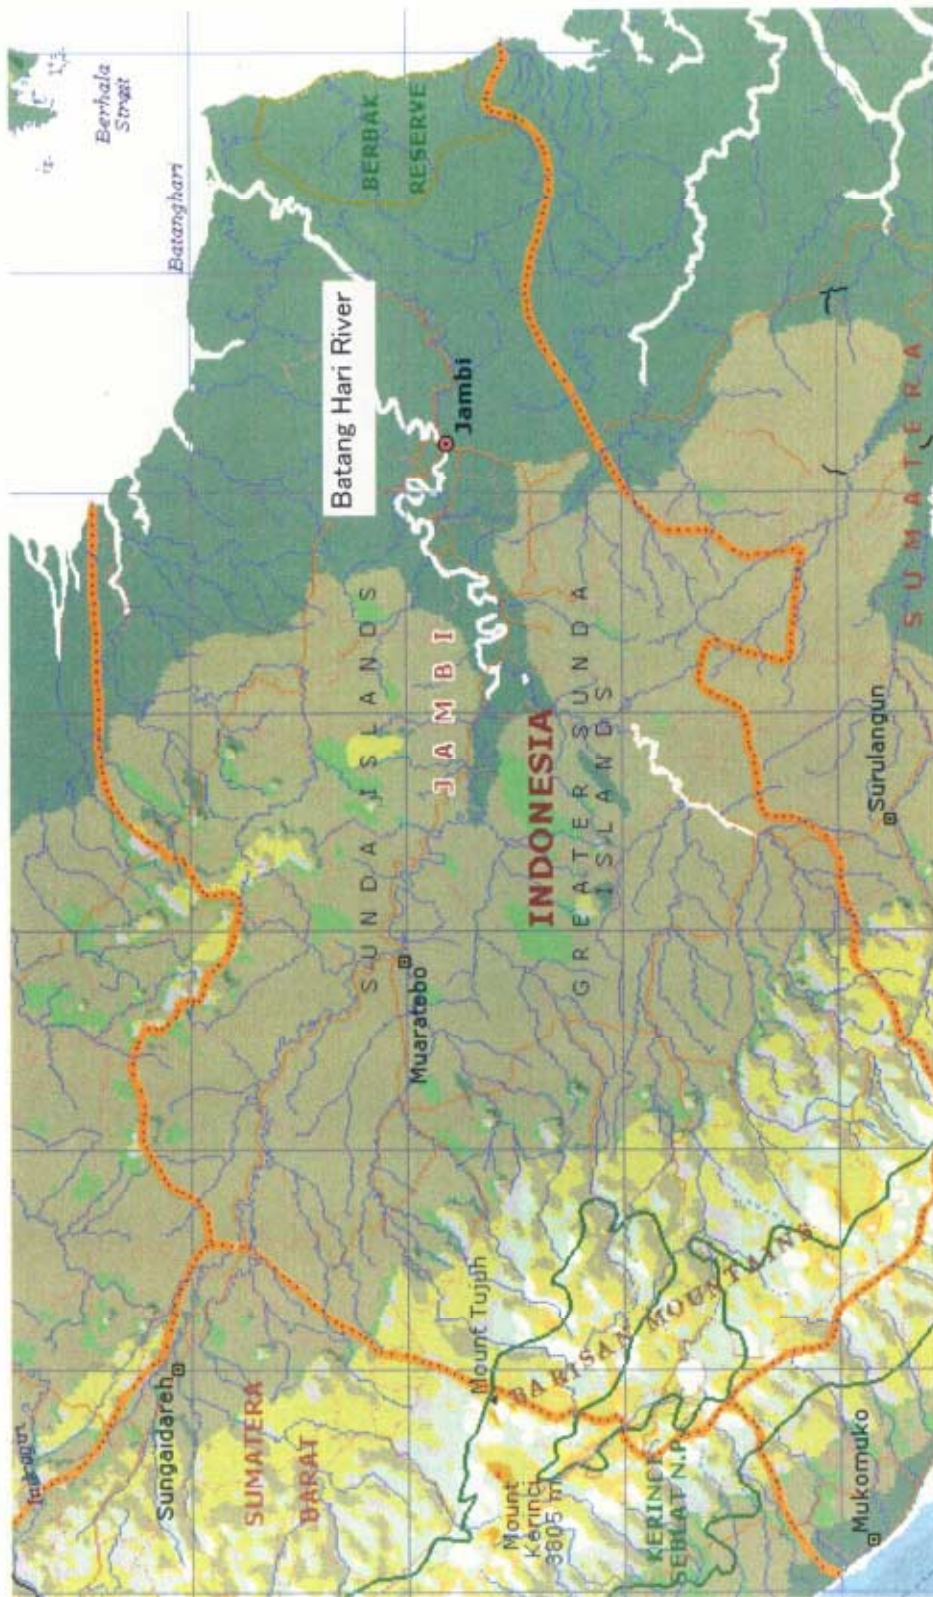 Berhala
Strait
Batanghari
Sungaidareh
SUMATERA
BARAT
Batang Hari River
SUNDA ISLANDS
BERBAK
RESERVE
Muaratebo
JAMBI
Jambi
Mount Tujuh
Mount
Kerinci
3805 m
INDONESIA
BARISAN MOUNTAINS
GREATER SUNDA
ISLANDS
KERINCI
SEBLAT N.P.
Mukomuko
Surulangun
SUMATERA